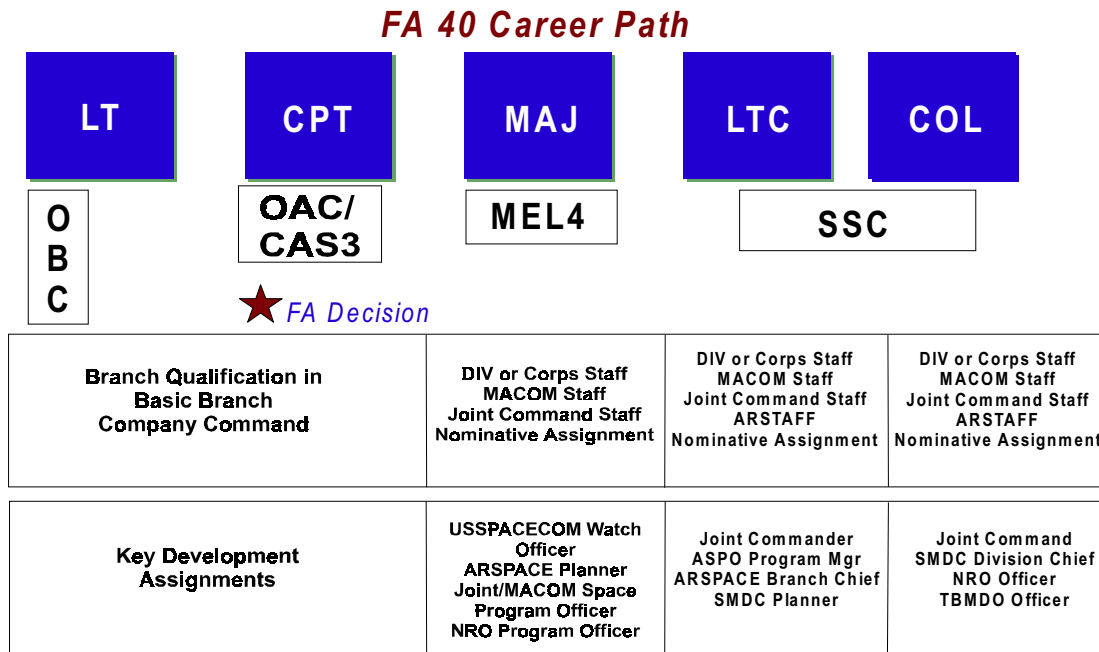 FA 40 Career Path
LT
CPT
MAJ
LTC
COL
O
B
C
OAC/
CAS3
MEL4
SSC
FA Decision
Branch Qualification in
Basic Branch
Company Command
DIV or Corps Staff
MACOM Staff
Joint Command Staff
Nominative Assignment
DIV or Corps Staff
MACOM Staff
Joint Command Staff
ARSTAFF
Nominative Assignment
DIV or Corps Staff
MACOM Staff
Joint Command Staff
ARSTAFF
Nominative Assignment
Key Development
Assignments
USSPACECOM Watch
Officer
ARSPACE Planner
Joint/MACOM Space
Program Officer
NRO Program Officer
Joint Commander
ASPO Program Mgr
ARSPACE Branch Chief
SMDC Planner
Joint Command
SMDC Division Chief
NRO Officer
TBMDO Officer